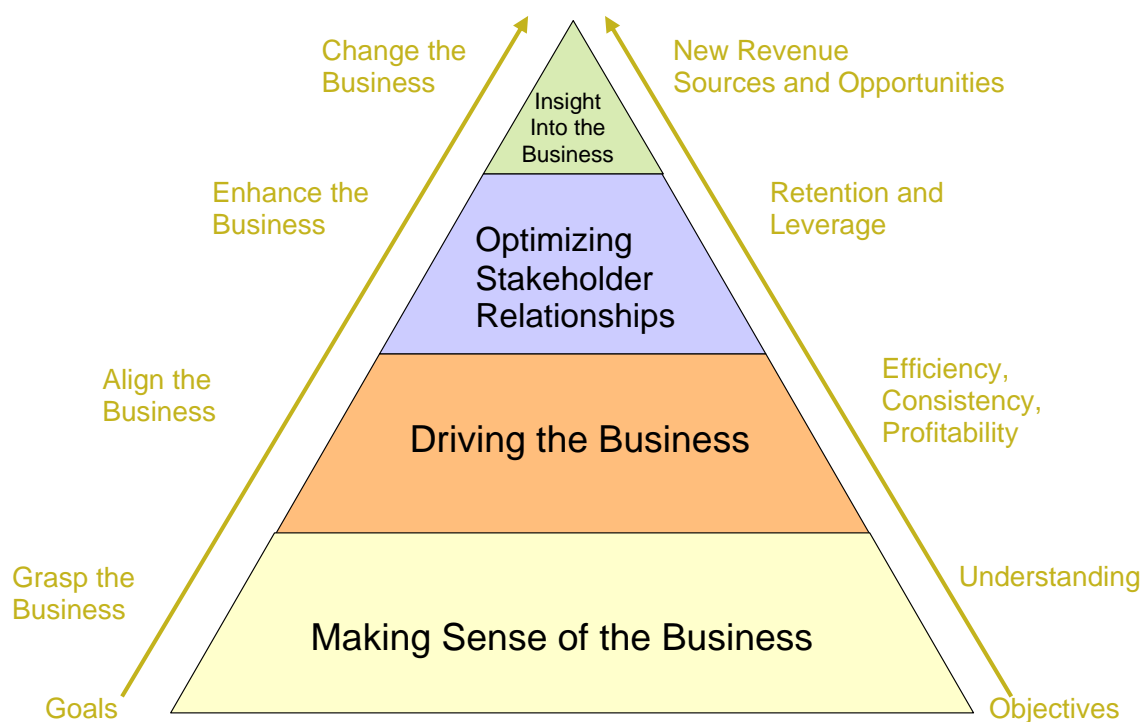 Change the
Business
New Revenue
Sources and Opportunities
Insight
Into the
Business
Enhance the
Business
Retention and
Leverage
Optimizing
Stakeholder
Relationships
Align the
Business
Efficiency,
Consistency,
Profitability
Driving the Business
Grasp the
Business
Understanding
Making Sense of the Business
Goals
Objectives